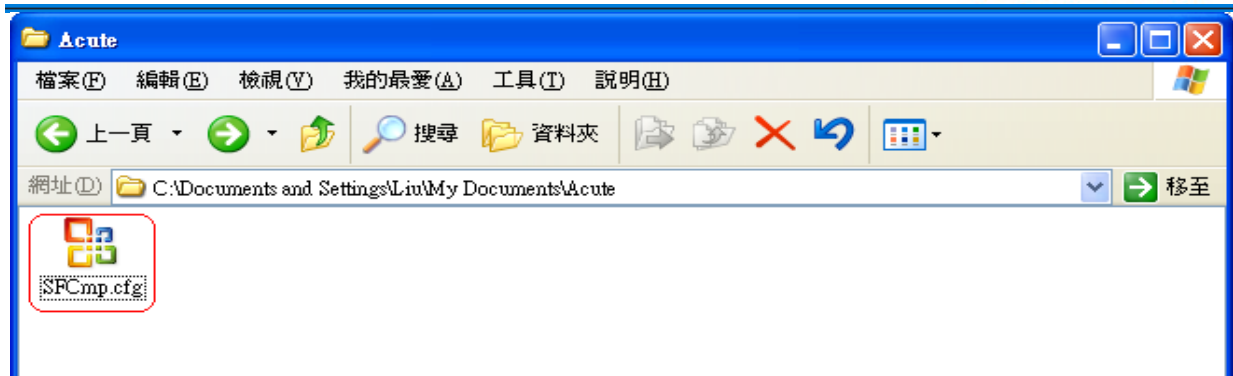 Acute
檔案(F) 編輯(E) 檢視(V) 我的最愛(A) 工具(T) 說明(H)
上一頁 搜尋 資料夾
網址(D) C:\Documents and Settings\Liu\My Documents\Acute 移至
SFCmp.cfg